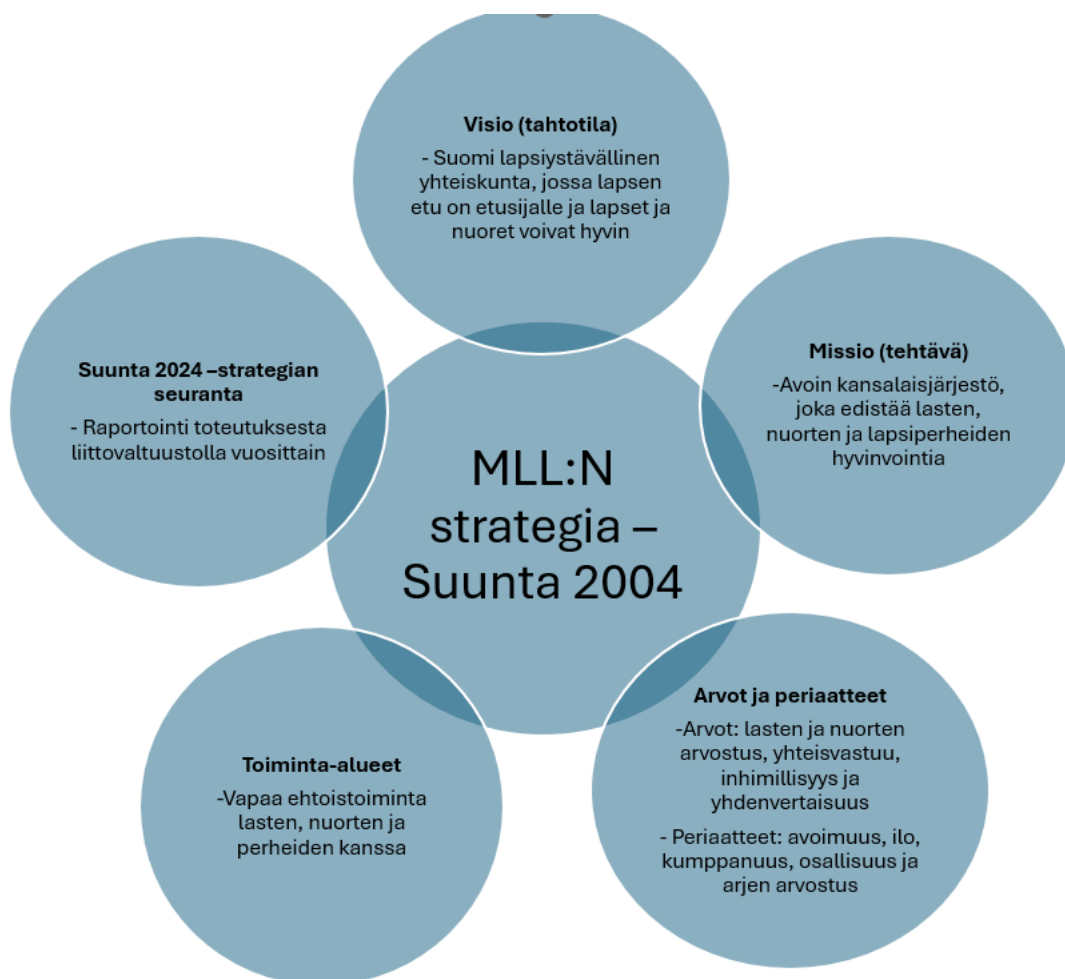 Visio (tahtotila)
- Suomi lapsiystävällinen
yhteiskunta, jossa lapsen
etu on etusijalle ja lapset ja
nuoret voivat hyvin
Missio (tehtävä)
-Avoin kansalaisjärjestö,
joka edistää lasten,
nuorten ja lapsiperheiden
hyvinvointia
Arvot ja periaatteet
-Arvot: lasten ja nuorten
arvostus, yhteisvastuu,
inhimillisyys ja
yhdenvertaisuus
- Periaatteet: avoimuus, ilo,
kumppanuus, osallisuus ja
arjen arvostus
Toiminta-alueet
-Vapaa ehtoistoiminta
lasten, nuorten ja
perheiden kanssa
Suunta 2024 –strategian
seuranta
- Raportointi toteutuksesta
liittovaltuustolla vuosittain
MLL:N
strategia –
Suunta 2004